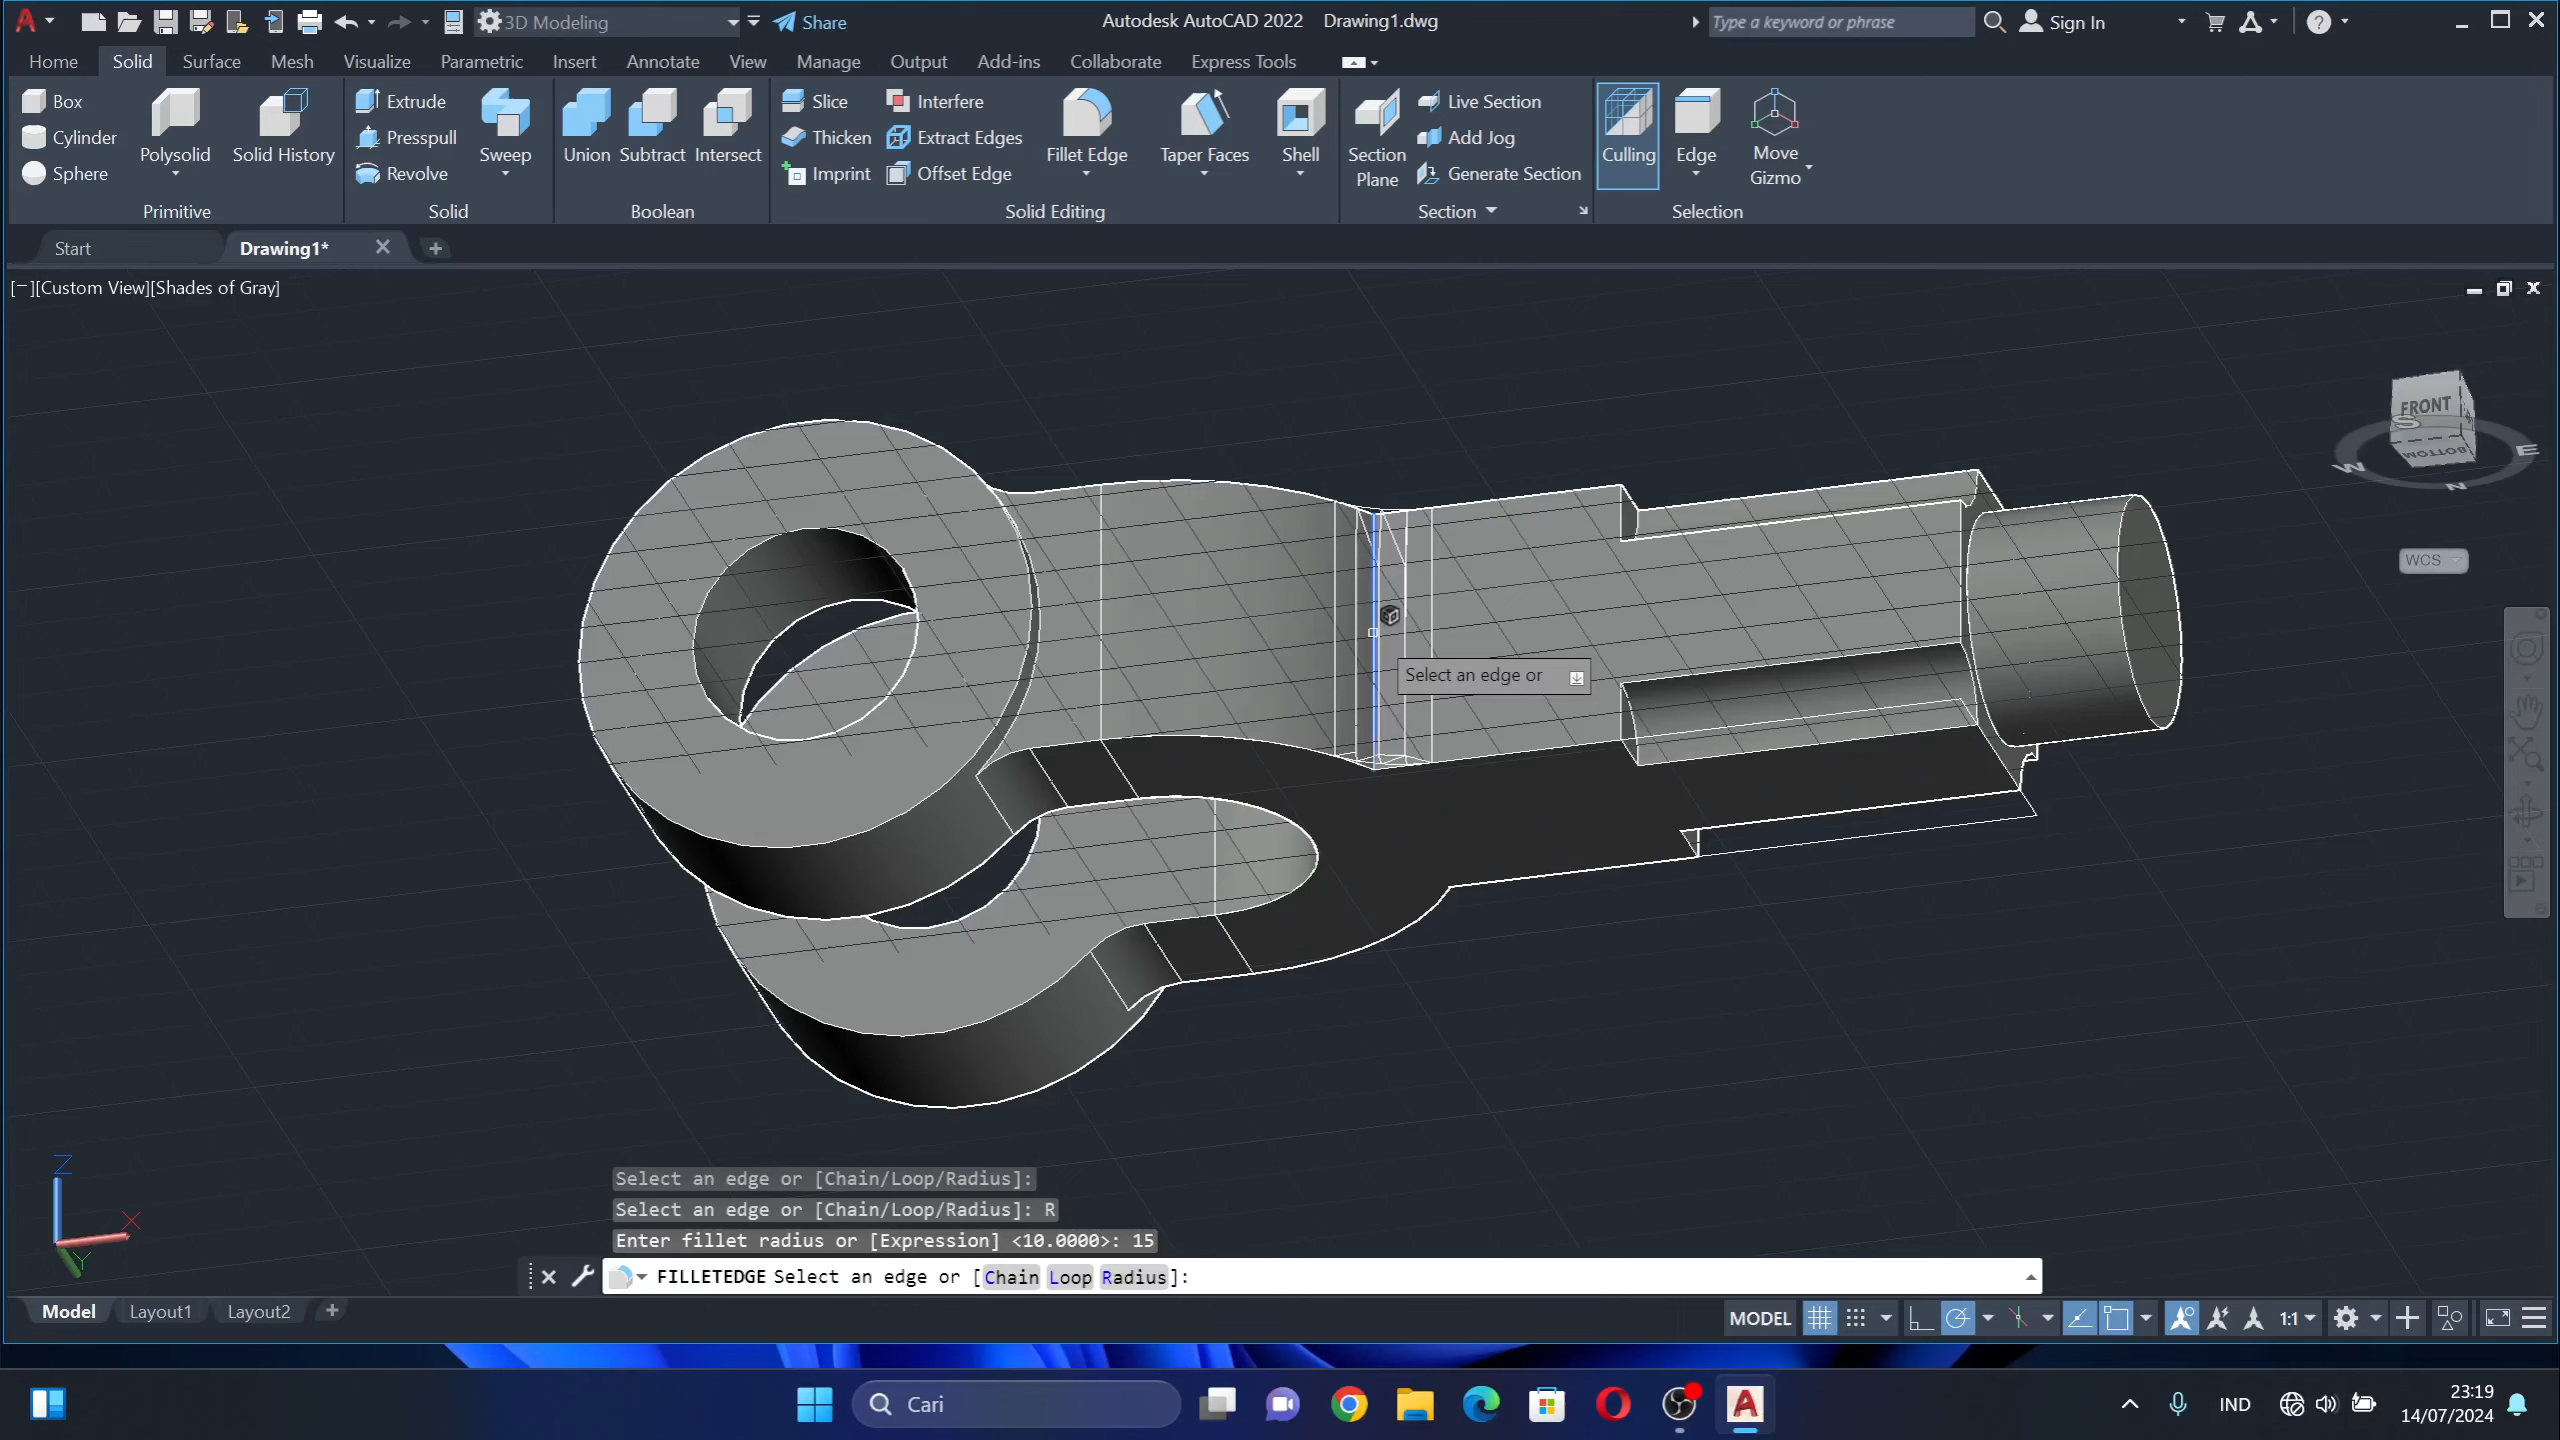 3D Modeling
Share
Autodesk AutoCAD 2022 Drawing1.dwg
Type a keyword or phrase
Sign In
Home Solid Surface Mesh Visualize Parametric Insert Annotate View Manage Output Add-ins Collaborate Express Tools
Box
Cylinder
Sphere
Polysolid
Solid History
Primitive
Extrude
Presspull
Revolve
Sweep
Solid
Union
Subtract
Intersect
Boolean
Slice
Thicken
Imprint
Interfere
Extract Edges
Offset Edge
Fillet Edge
Taper Faces
Shell
Solid Editing
Section
Plane
Live Section
Add Jog
Generate Section
Section
Culling
Edge
Move
Gizmo
Selection
Start
Drawing1*
[−][Custom View][Shades of Gray]
FRONT
BOTTOM
S
W
E
N
WCS
Select an edge or
Z
X
Y
Select an edge or [Chain/Loop/Radius]:
Select an edge or [Chain/Loop/Radius]: R
Enter fillet radius or [Expression] <10.0000>: 15
FILLETEDGE Select an edge or [Chain Loop Radius]:
Model Layout1 Layout2
MODEL
1:1
Cari
IND
23:19
14/07/2024